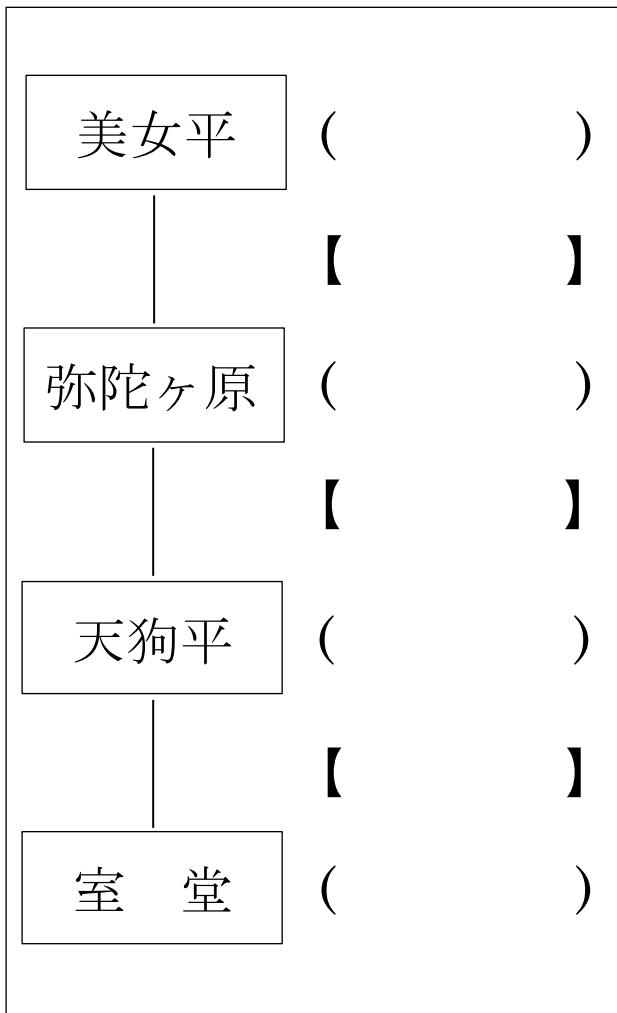 美女平 (　　　　)
【　　　　】
弥陀ヶ原 (　　　　)
【　　　　】
天狗平 (　　　　)
【　　　　】
室　堂 (　　　　)